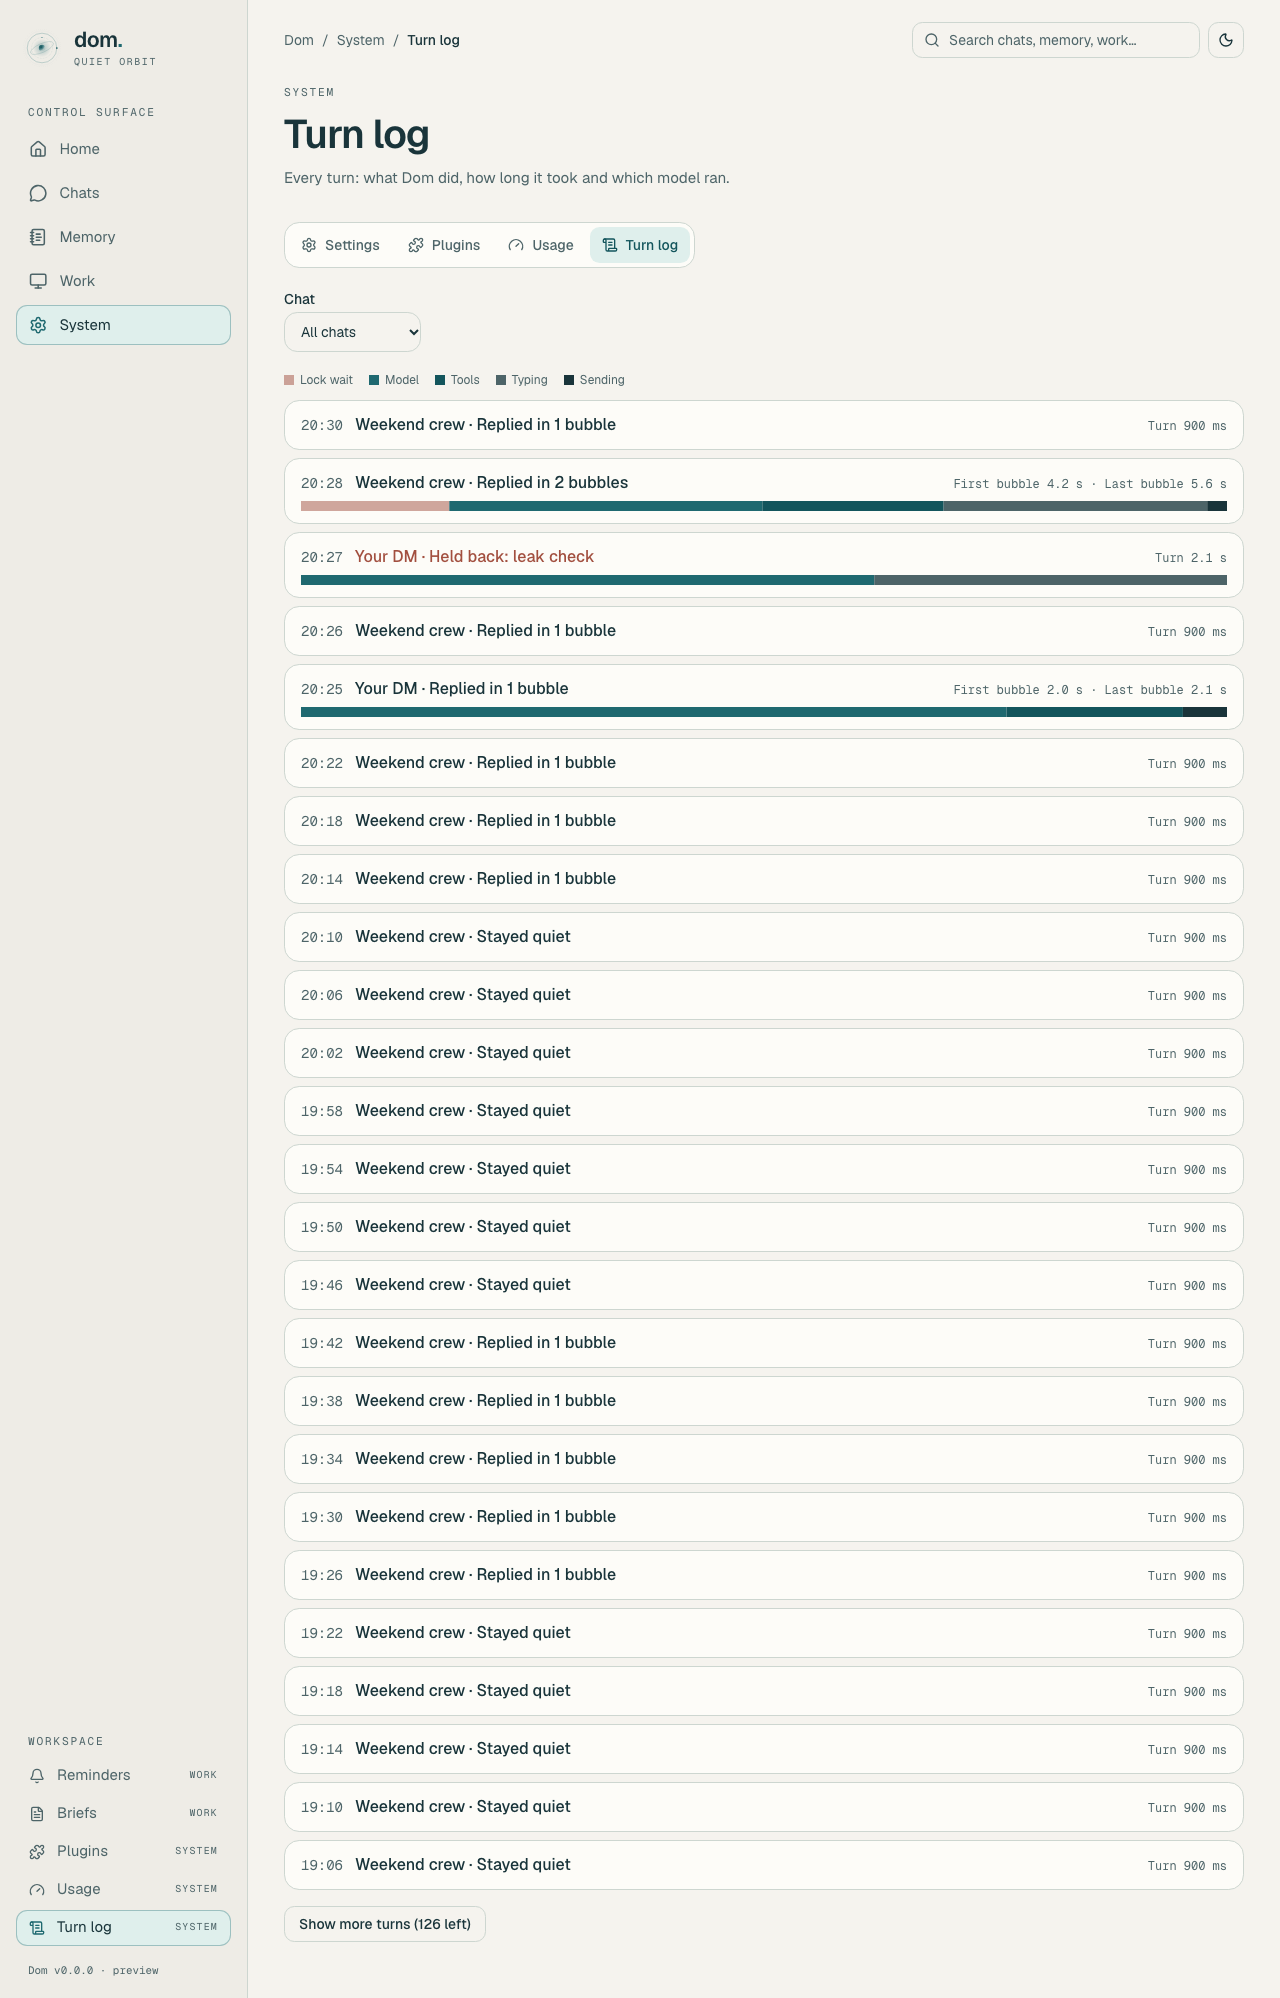 dom.
QUIET ORBIT
CONTROL SURFACE
Home
Chats
Memory
Work
System
WORKSPACE
Reminders WORK
Briefs WORK
Plugins SYSTEM
Usage SYSTEM
Turn log SYSTEM
Dom v0.0.0 · preview
Dom / System / Turn log
Search chats, memory, work…
SYSTEM
Turn log
Every turn: what Dom did, how long it took and which model ran.
Settings Plugins Usage Turn log
Chat
All chats
Lock wait Model Tools Typing Sending
20:30 Weekend crew · Replied in 1 bubble Turn 900 ms
20:28 Weekend crew · Replied in 2 bubbles First bubble 4.2 s · Last bubble 5.6 s
20:27 Your DM · Held back: leak check Turn 2.1 s
20:26 Weekend crew · Replied in 1 bubble Turn 900 ms
20:25 Your DM · Replied in 1 bubble First bubble 2.0 s · Last bubble 2.1 s
20:22 Weekend crew · Replied in 1 bubble Turn 900 ms
20:18 Weekend crew · Replied in 1 bubble Turn 900 ms
20:14 Weekend crew · Replied in 1 bubble Turn 900 ms
20:10 Weekend crew · Stayed quiet Turn 900 ms
20:06 Weekend crew · Stayed quiet Turn 900 ms
20:02 Weekend crew · Stayed quiet Turn 900 ms
19:58 Weekend crew · Stayed quiet Turn 900 ms
19:54 Weekend crew · Stayed quiet Turn 900 ms
19:50 Weekend crew · Stayed quiet Turn 900 ms
19:46 Weekend crew · Stayed quiet Turn 900 ms
19:42 Weekend crew · Replied in 1 bubble Turn 900 ms
19:38 Weekend crew · Replied in 1 bubble Turn 900 ms
19:34 Weekend crew · Replied in 1 bubble Turn 900 ms
19:30 Weekend crew · Replied in 1 bubble Turn 900 ms
19:26 Weekend crew · Replied in 1 bubble Turn 900 ms
19:22 Weekend crew · Stayed quiet Turn 900 ms
19:18 Weekend crew · Stayed quiet Turn 900 ms
19:14 Weekend crew · Stayed quiet Turn 900 ms
19:10 Weekend crew · Stayed quiet Turn 900 ms
19:06 Weekend crew · Stayed quiet Turn 900 ms
Show more turns (126 left)